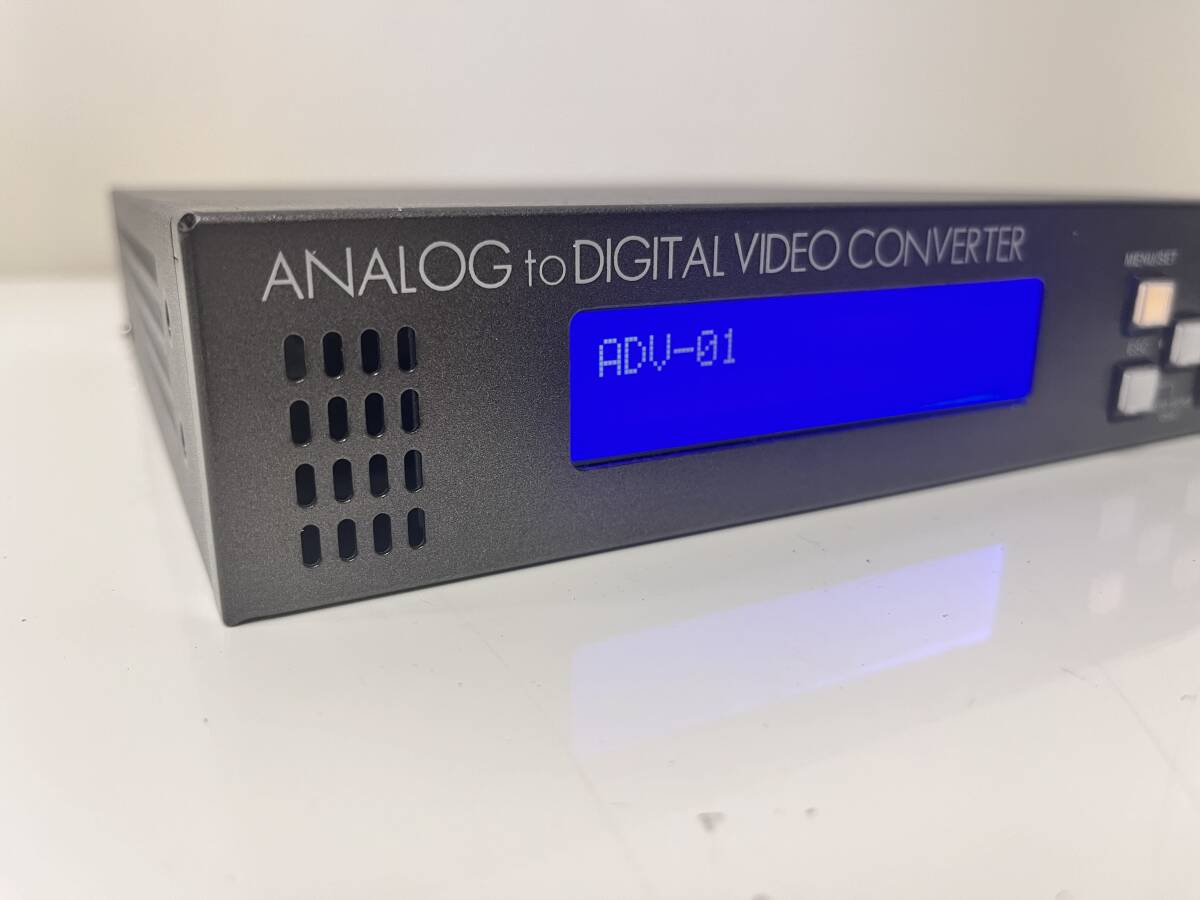 ANALOG to DIGITAL VIDEO CONVERTER
ADV-01
MENU/SET
ESC